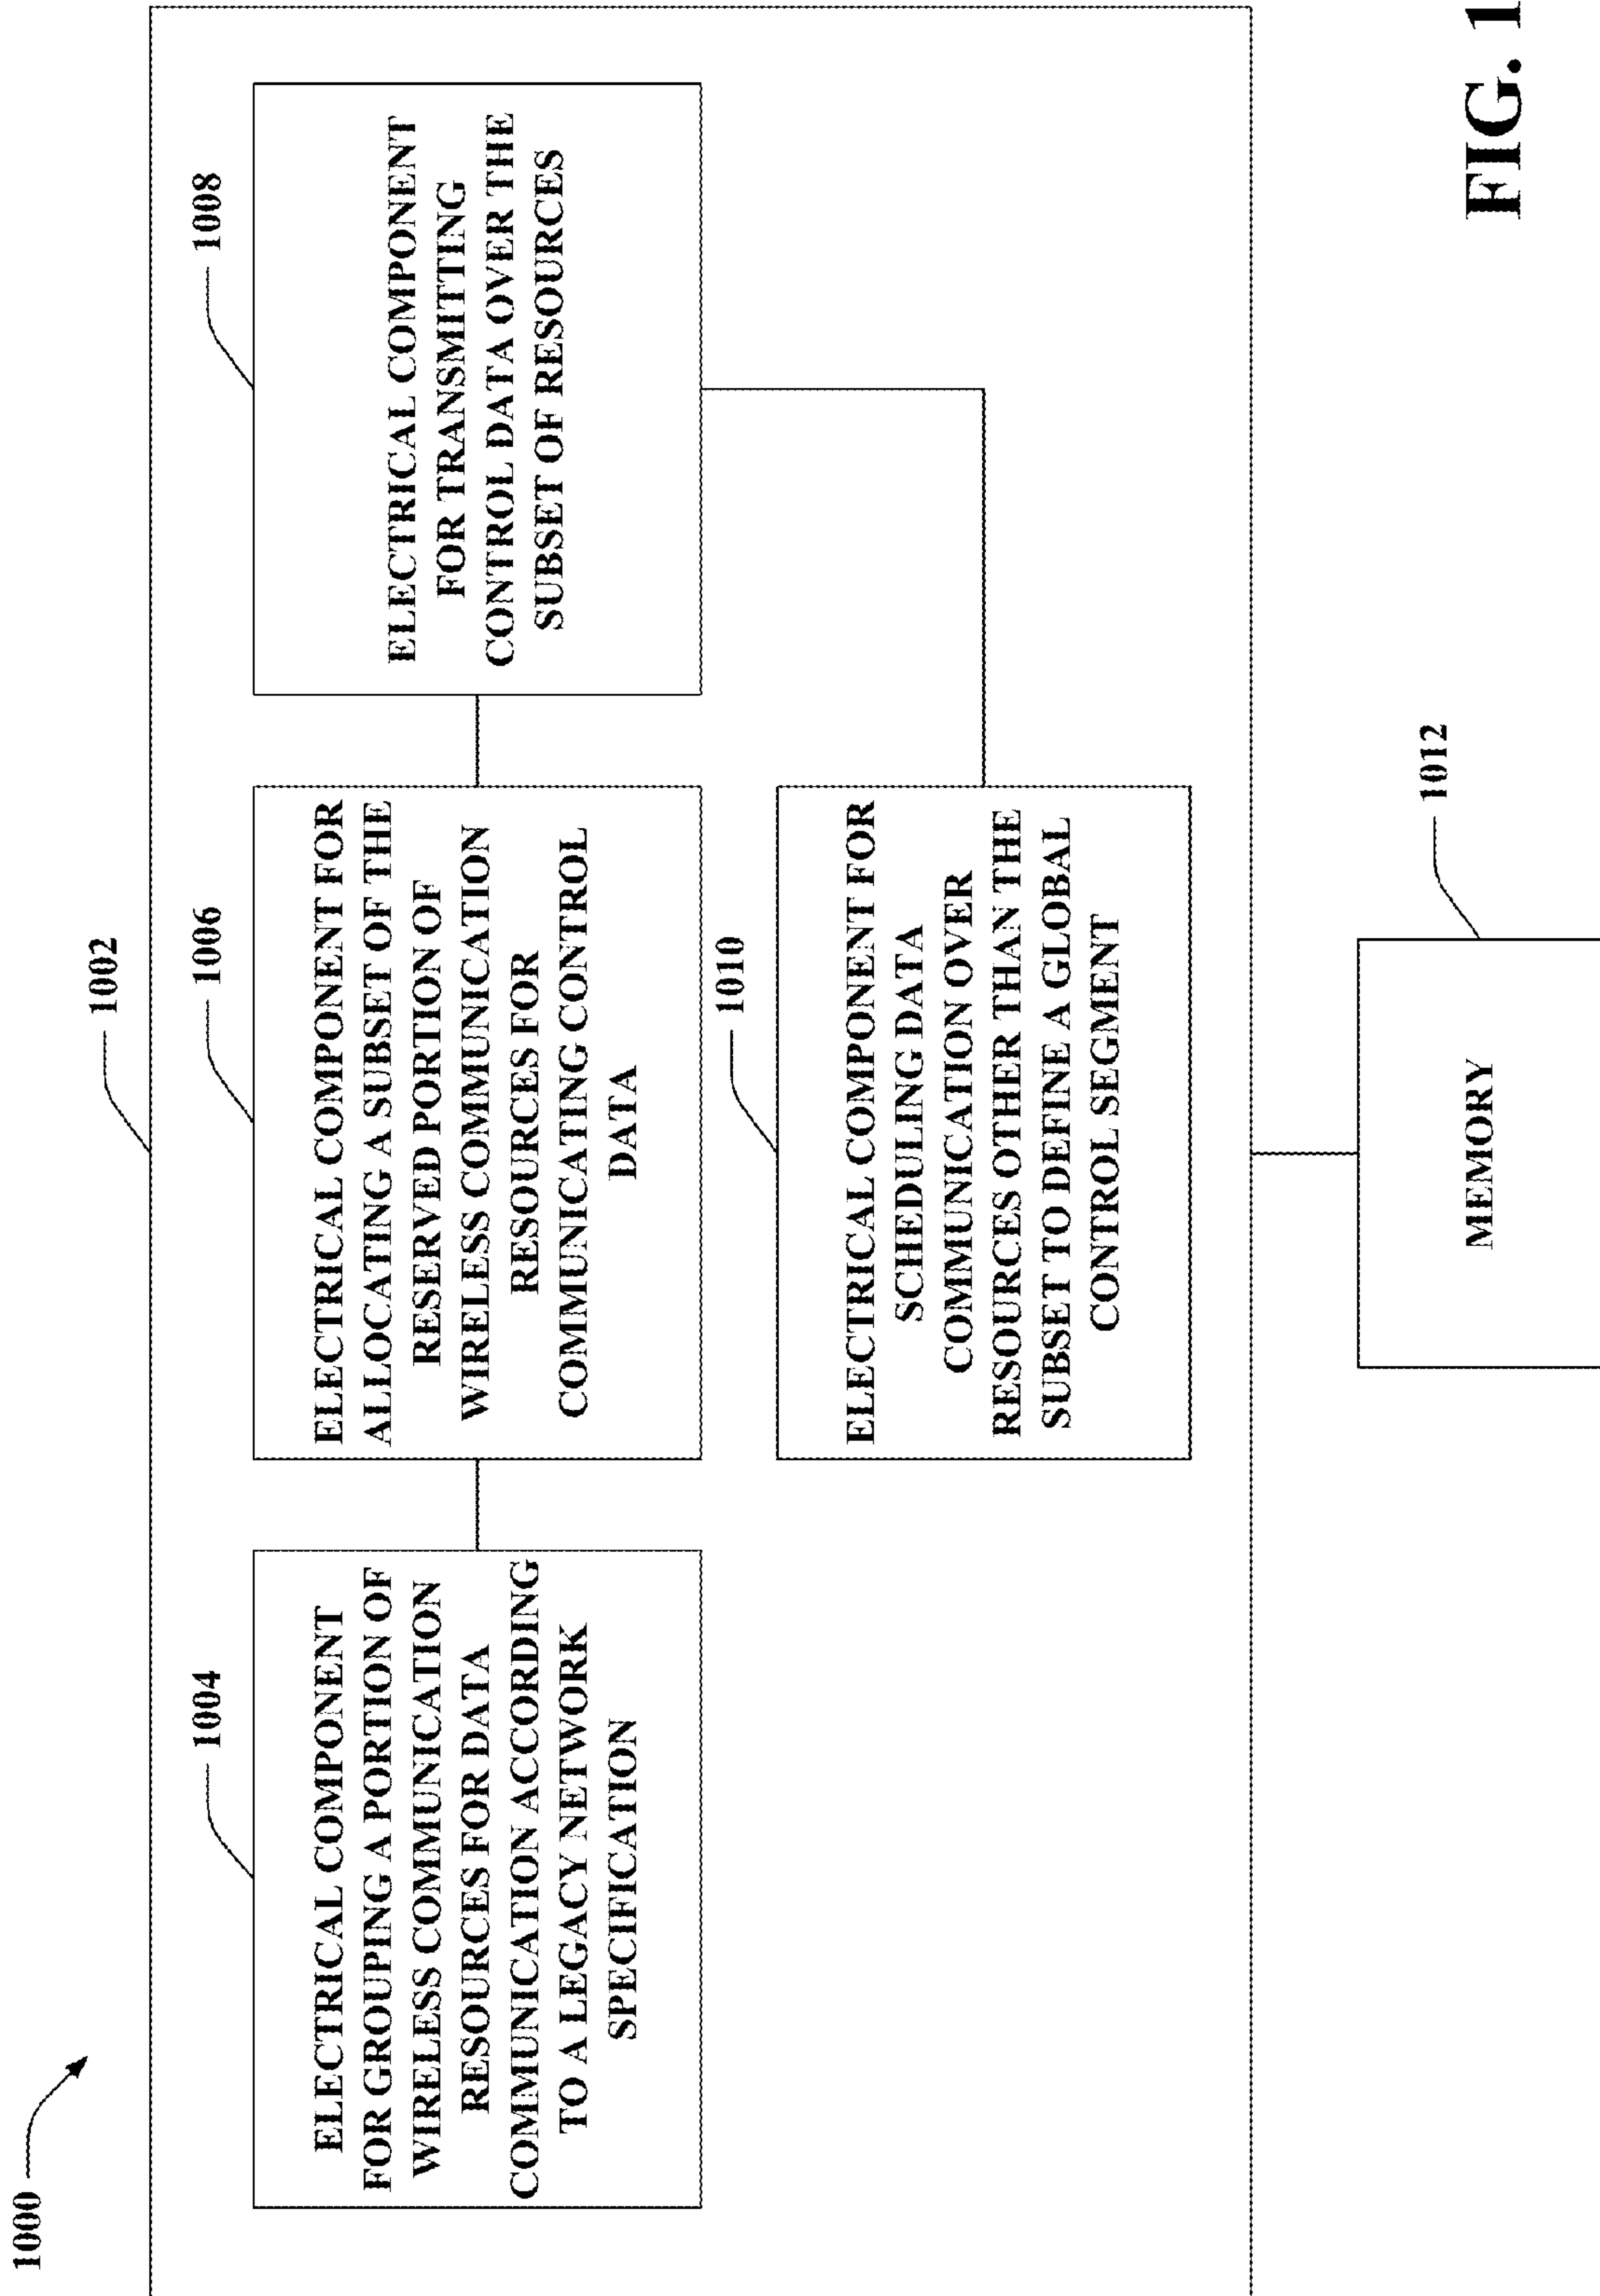 1000
1002
1004
ELECTRICAL COMPONENT
FOR GROUPING A PORTION OF
WIRELESS COMMUNICATION
RESOURCES FOR DATA
COMMUNICATION ACCORDING
TO A LEGACY NETWORK
SPECIFICATION
1006
ELECTRICAL COMPONENT FOR
ALLOCATING A SUBSET OF THE
RESERVED PORTION OF
WIRELESS COMMUNICATION
RESOURCES FOR
COMMUNICATING CONTROL
DATA
1008
ELECTRICAL COMPONENT
FOR TRANSMITTING
CONTROL DATA OVER THE
SUBSET OF RESOURCES
1010
ELECTRICAL COMPONENT FOR
SCHEDULING DATA
COMMUNICATION OVER
RESOURCES OTHER THAN THE
SUBSET TO DEFINE A GLOBAL
CONTROL SEGMENT
1012
MEMORY
FIG. 1